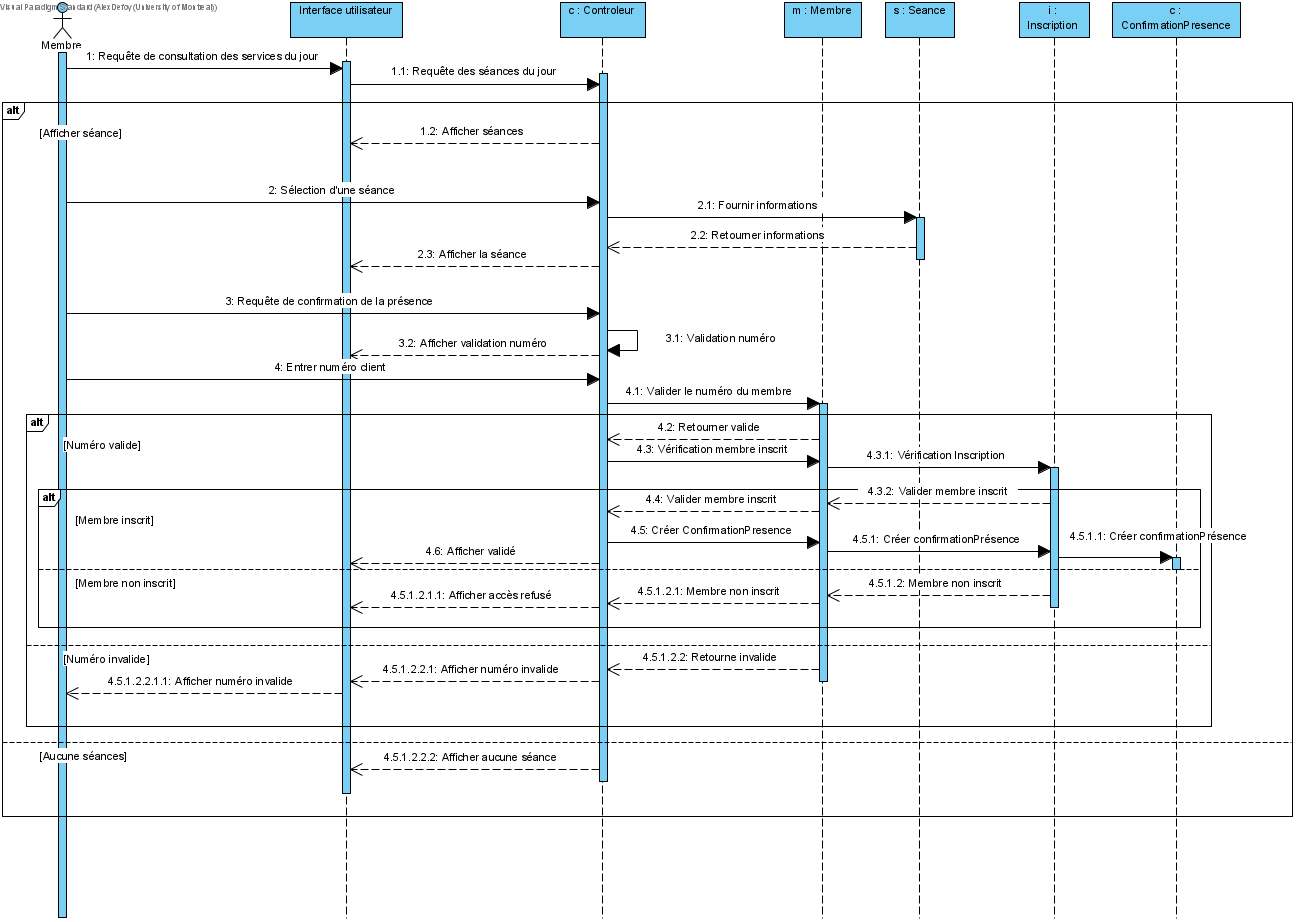 Visual Paradigm Standard (Alex Defoy (University of Montreal))
Membre
Interface utilisateur
c : Controleur
m : Membre
s : Seance
i :
Inscription
c :
ConfirmationPresence
1: Requête de consultation des services du jour
1.1: Requête des séances du jour
alt
[Afficher séance]
1.2: Afficher séances
2: Sélection d'une séance
2.1: Fournir informations
2.2: Retourner informations
2.3: Afficher la séance
3: Requête de confirmation de la présence
3.1: Validation numéro
3.2: Afficher validation numéro
4: Entrer numéro client
4.1: Valider le numéro du membre
alt
[Numéro valide]
4.2: Retourner valide
4.3: Vérification membre inscrit
4.3.1: Vérification Inscription
alt
4.3.2: Valider membre inscrit
4.4: Valider membre inscrit
[Membre inscrit]
4.5: Créer ConfirmationPresence
4.5.1: Créer confirmationPrésence
4.5.1.1: Créer confirmationPrésence
4.6: Afficher validé
[Membre non inscrit]
4.5.1.2: Membre non inscrit
4.5.1.2.1: Membre non inscrit
4.5.1.2.1.1: Afficher accès refusé
[Numéro invalide]
4.5.1.2.2: Retourne invalide
4.5.1.2.2.1: Afficher numéro invalide
4.5.1.2.2.1.1: Afficher numéro invalide
[Aucune séances]
4.5.1.2.2.2: Afficher aucune séance